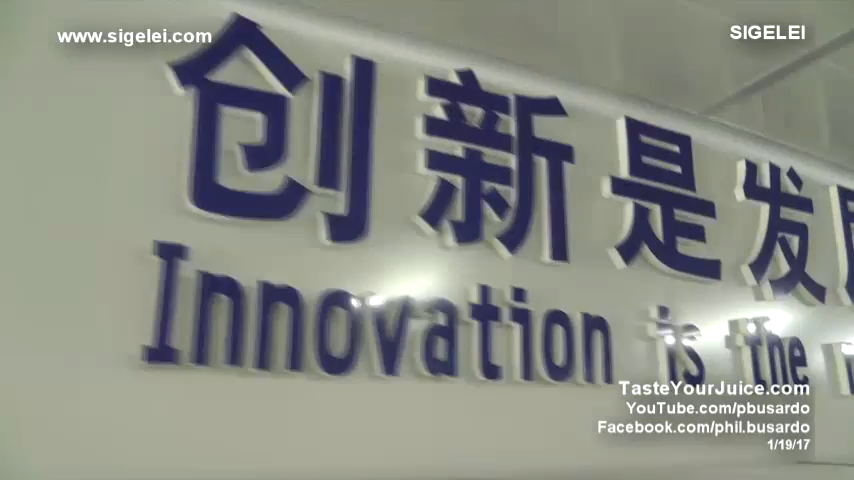 www.sigelei.com
SIGELEI
创新是发展
Innovation is the
TasteYourJuice.com
YouTube.com/pbusardo
Facebook.com/phil.busardo
1/19/17